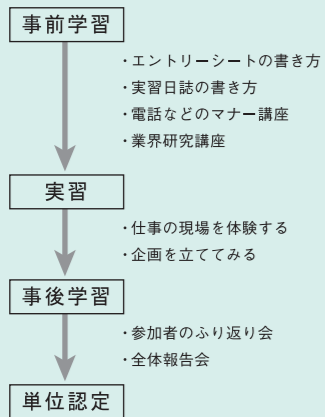 事前学習
・エントリーシートの書き方
・実習日誌の書き方
・電話などのマナー講座
・業界研究講座
実習
・仕事の現場を体験する
・企画を立ててみる
事後学習
・参加者のふり返り会
・全体報告会
単位認定